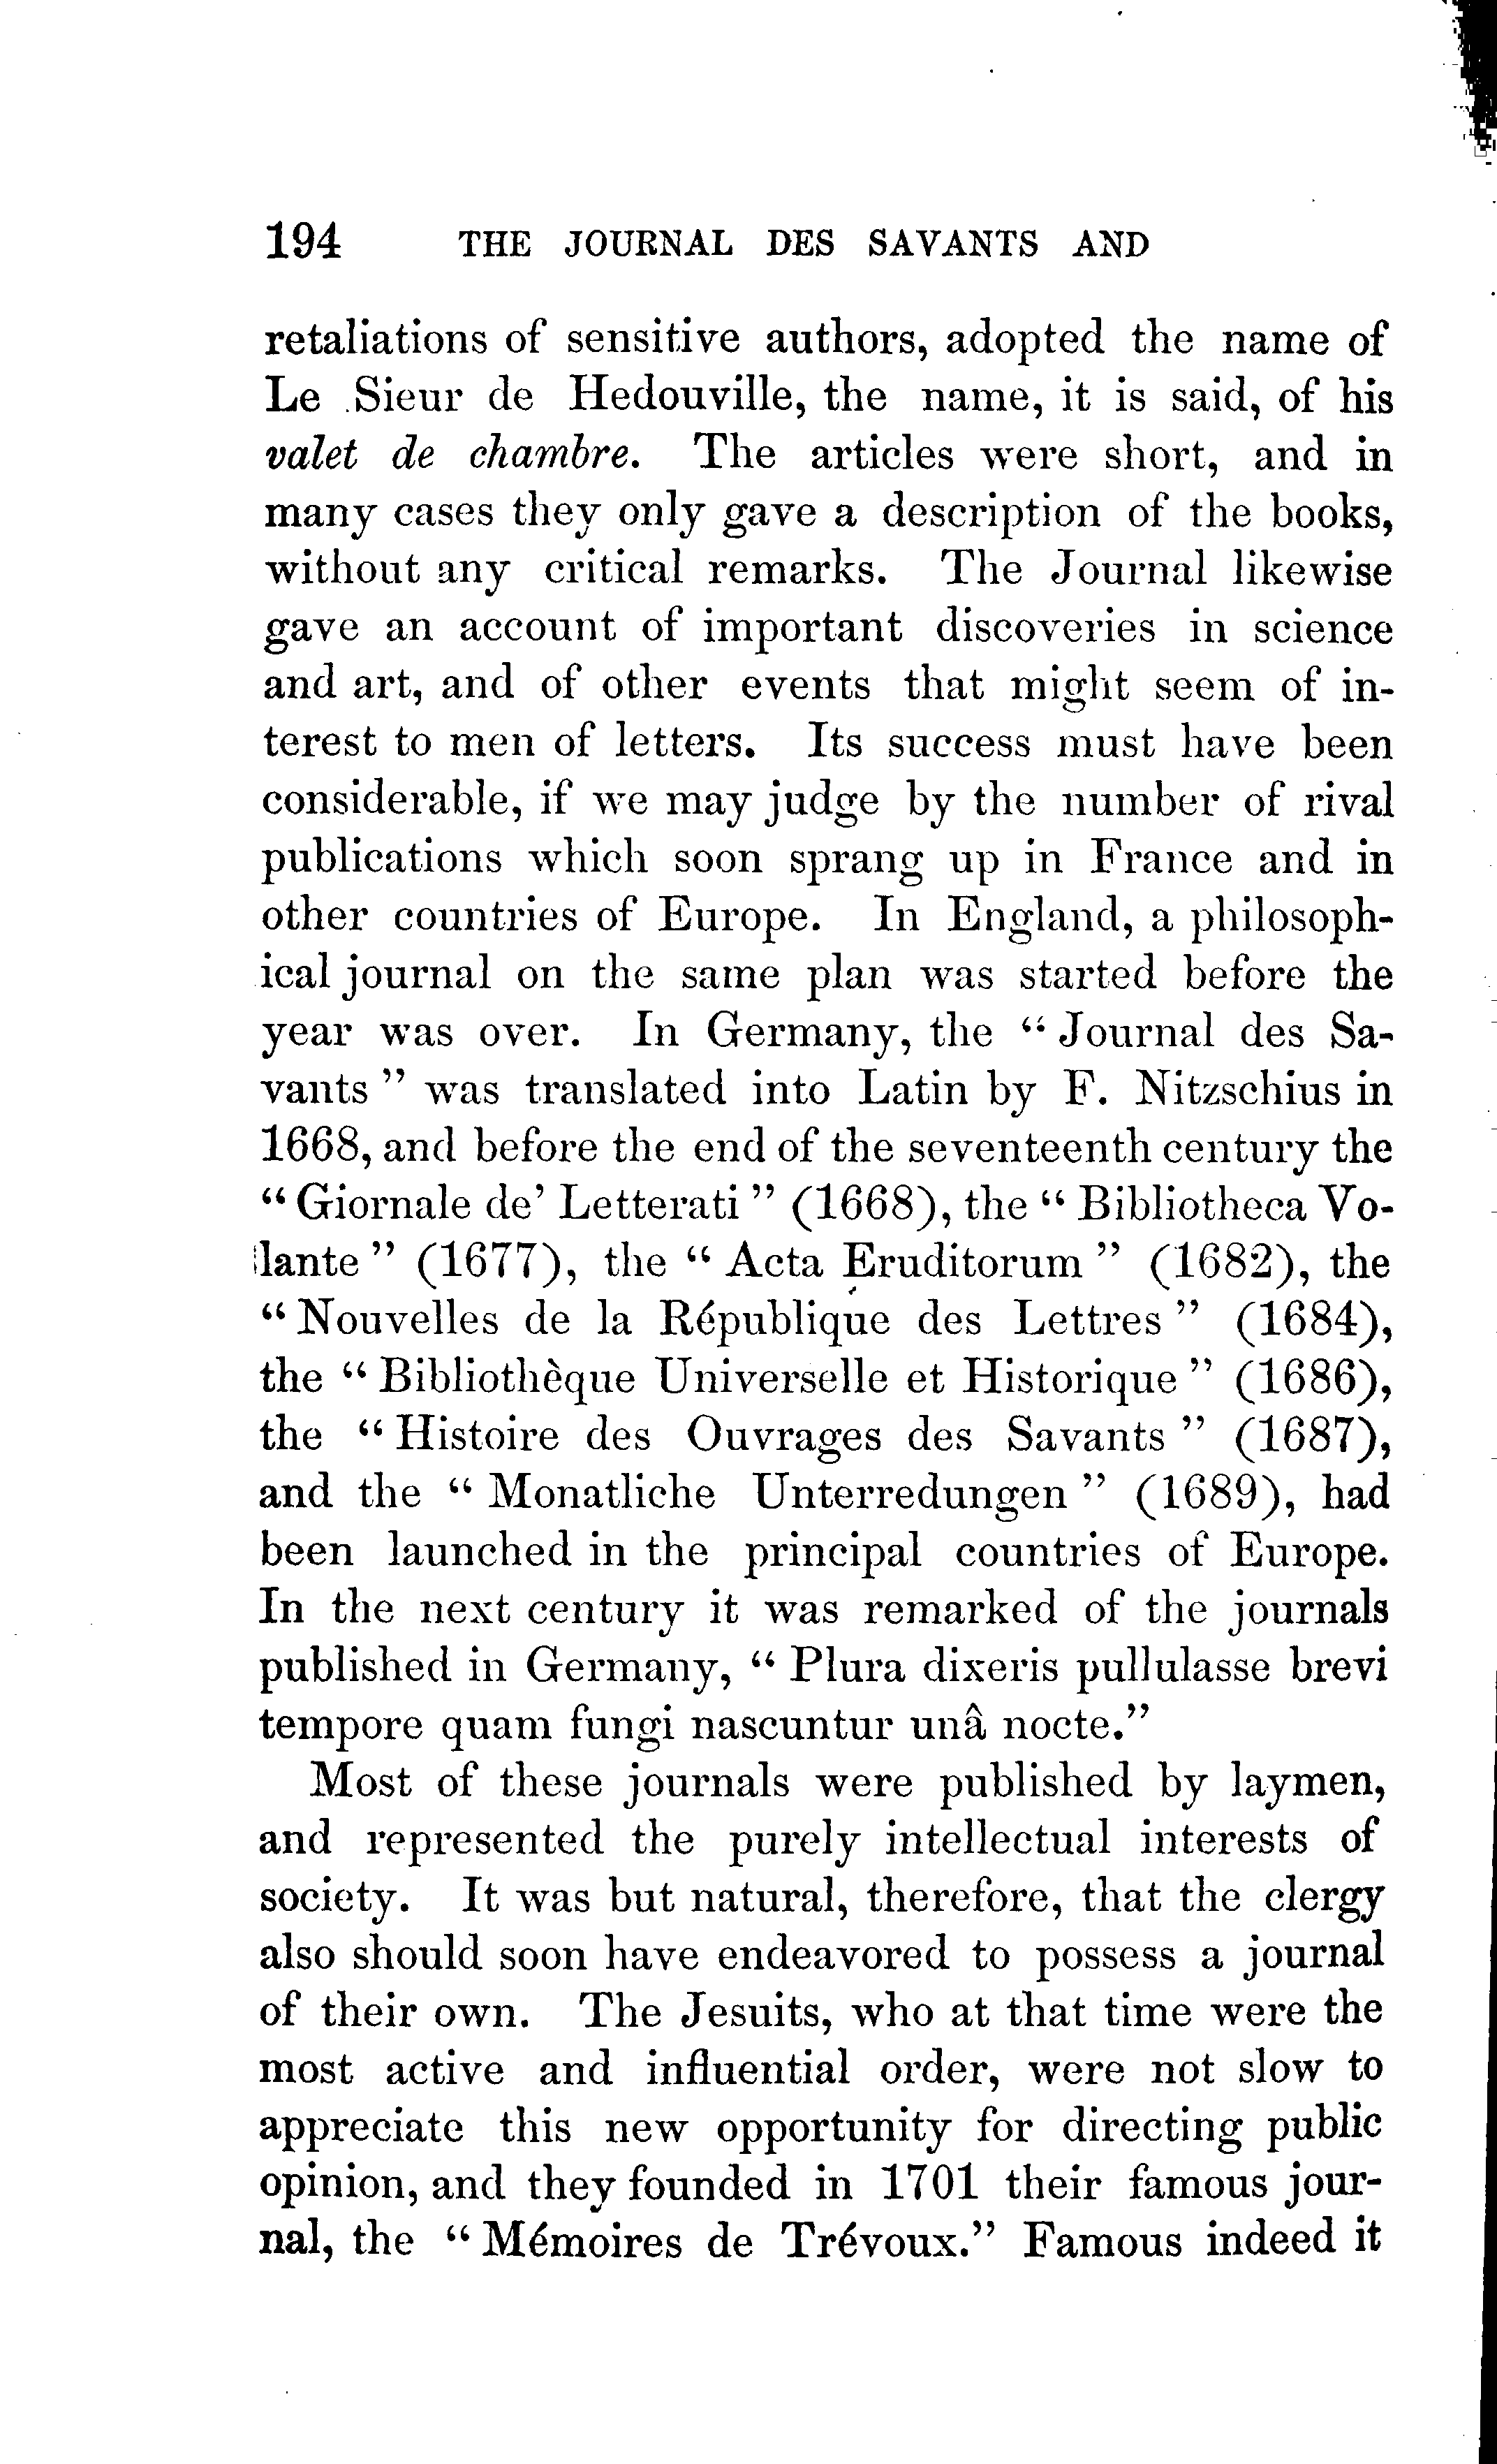 194 THE JOURNAL DES SAVANTS AND
retaliations of sensitive authors, adopted the name of
Le Sieur de Hedouville, the name, it is said, of his
valet de chambre. The articles were short, and in
many cases they only gave a description of the books,
without any critical remarks. The Journal likewise
gave an account of important discoveries in science
and art, and of other events that might seem of in-
terest to men of letters. Its success must have been
considerable, if we may judge by the number of rival
publications which soon sprang up in France and in
other countries of Europe. In England, a philosoph-
ical journal on the same plan was started before the
year was over. In Germany, the “Journal des Sa-
vants” was translated into Latin by F. Nitzschius in
1668, and before the end of the seventeenth century the
“Giornale de’ Letterati” (1668), the “Bibliotheca Vo-
lante” (1677), the “Acta Eruditorum” (1682), the
“Nouvelles de la République des Lettres” (1684),
the “Bibliothèque Universelle et Historique” (1686),
the “Histoire des Ouvrages des Savants” (1687),
and the “Monatliche Unterredungen” (1689), had
been launched in the principal countries of Europe.
In the next century it was remarked of the journals
published in Germany, “Plura dixeris pullulasse brevi
tempore quam fungi nascuntur unâ nocte.”
Most of these journals were published by laymen,
and represented the purely intellectual interests of
society. It was but natural, therefore, that the clergy
also should soon have endeavored to possess a journal
of their own. The Jesuits, who at that time were the
most active and influential order, were not slow to
appreciate this new opportunity for directing public
opinion, and they founded in 1701 their famous jour-
nal, the “Mémoires de Trévoux.” Famous indeed it